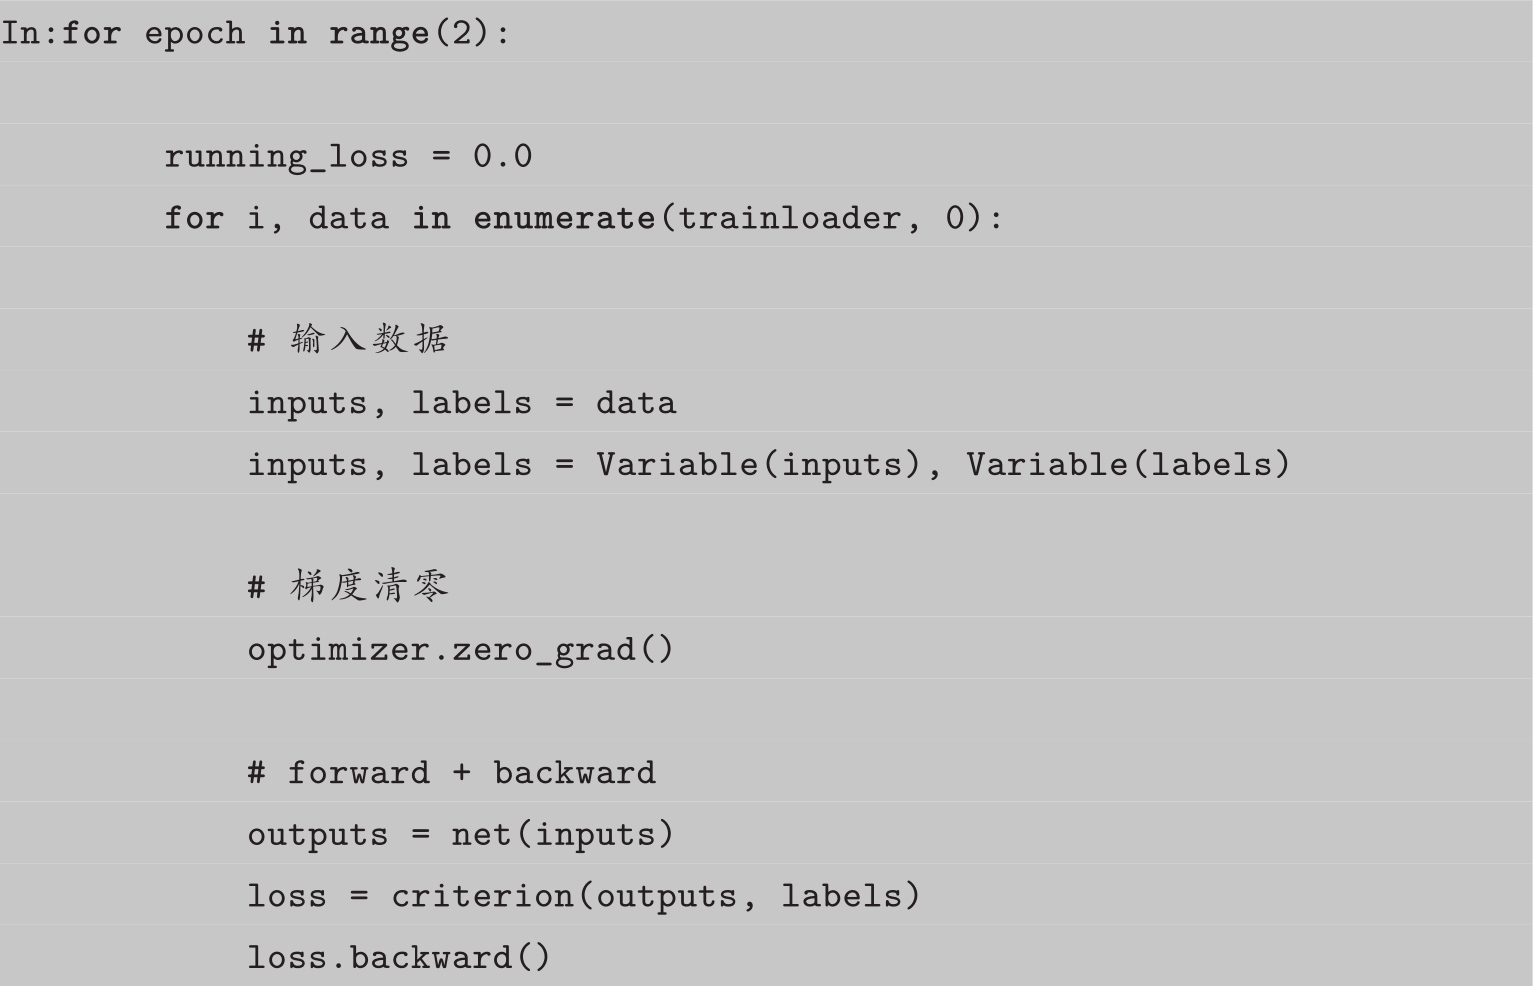 In:for epoch in range(2):
running_loss = 0.0
for i, data in enumerate(trainloader, 0):
# 输入数据
inputs, labels = data
inputs, labels = Variable(inputs), Variable(labels)
# 梯度清零
optimizer.zero_grad()
# forward + backward
outputs = net(inputs)
loss = criterion(outputs, labels)
loss.backward()